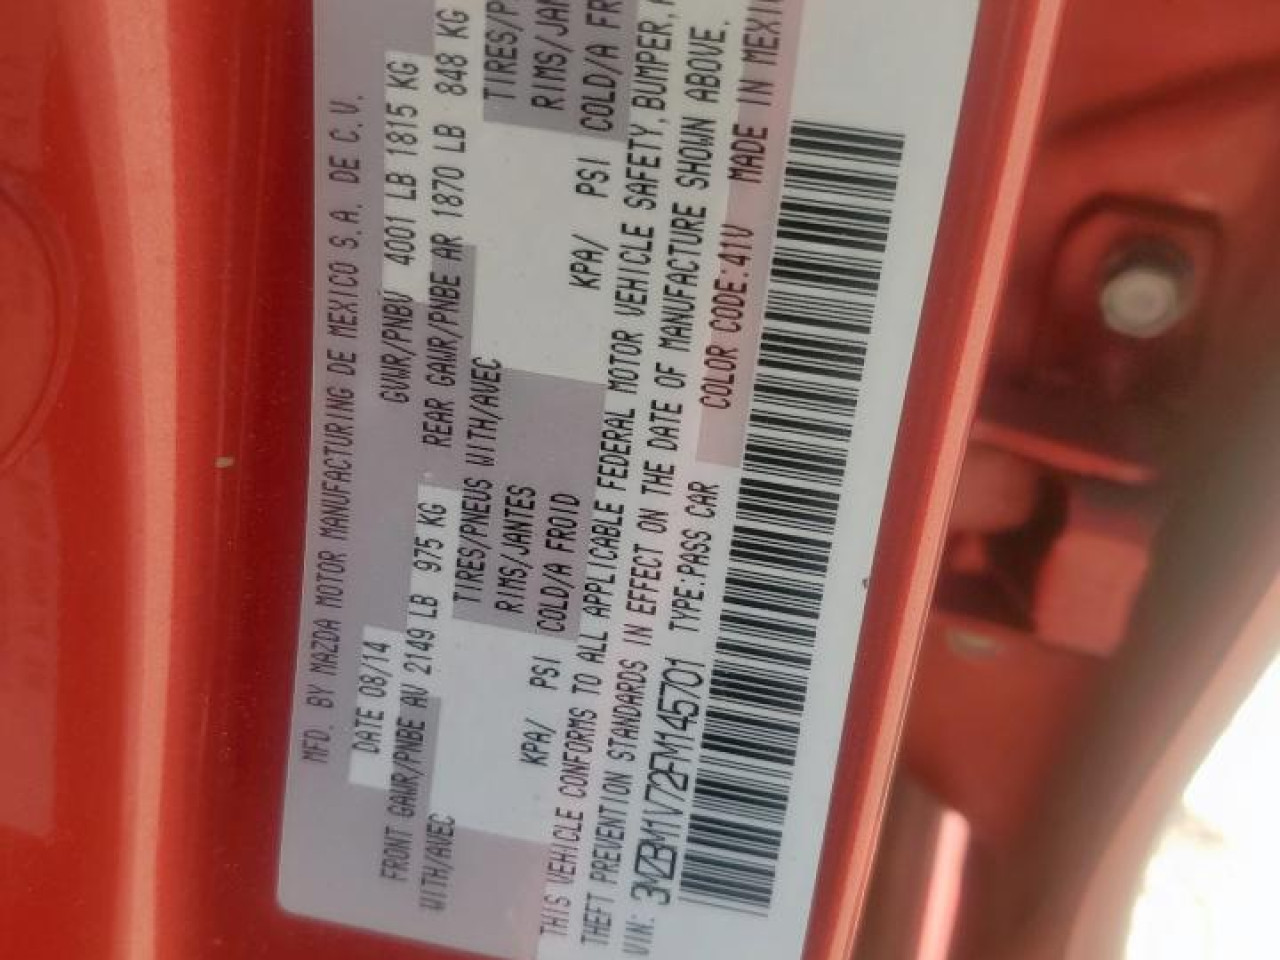 MFD. BY MAZDA MOTOR MANUFACTURING DE MEXICO S.A. DE C.V.
DATE 08/14 GVWR/PNBV 4001 LB 1815 KG
FRONT GAWR/PNBE AV 2149 LB 975 KG REAR GAWR/PNBE AR 1870 LB 848 KG
WITH/AVEC TIRES/PNEUS WITH/AVEC TIRES/P
RIMS/JANTES RIMS/JAN
KPA/ PSI COLD/A FROID KPA/ PSI COLD/A FR
THIS VEHICLE CONFORMS TO ALL APPLICABLE FEDERAL MOTOR VEHICLE SAFETY, BUMPER,
THEFT PREVENTION STANDARDS IN EFFECT ON THE DATE OF MANUFACTURE SHOWN ABOVE.
VIN: 3MZBM1V72FM145701 TYPE:PASS CAR COLOR CODE:41V MADE IN MEXI